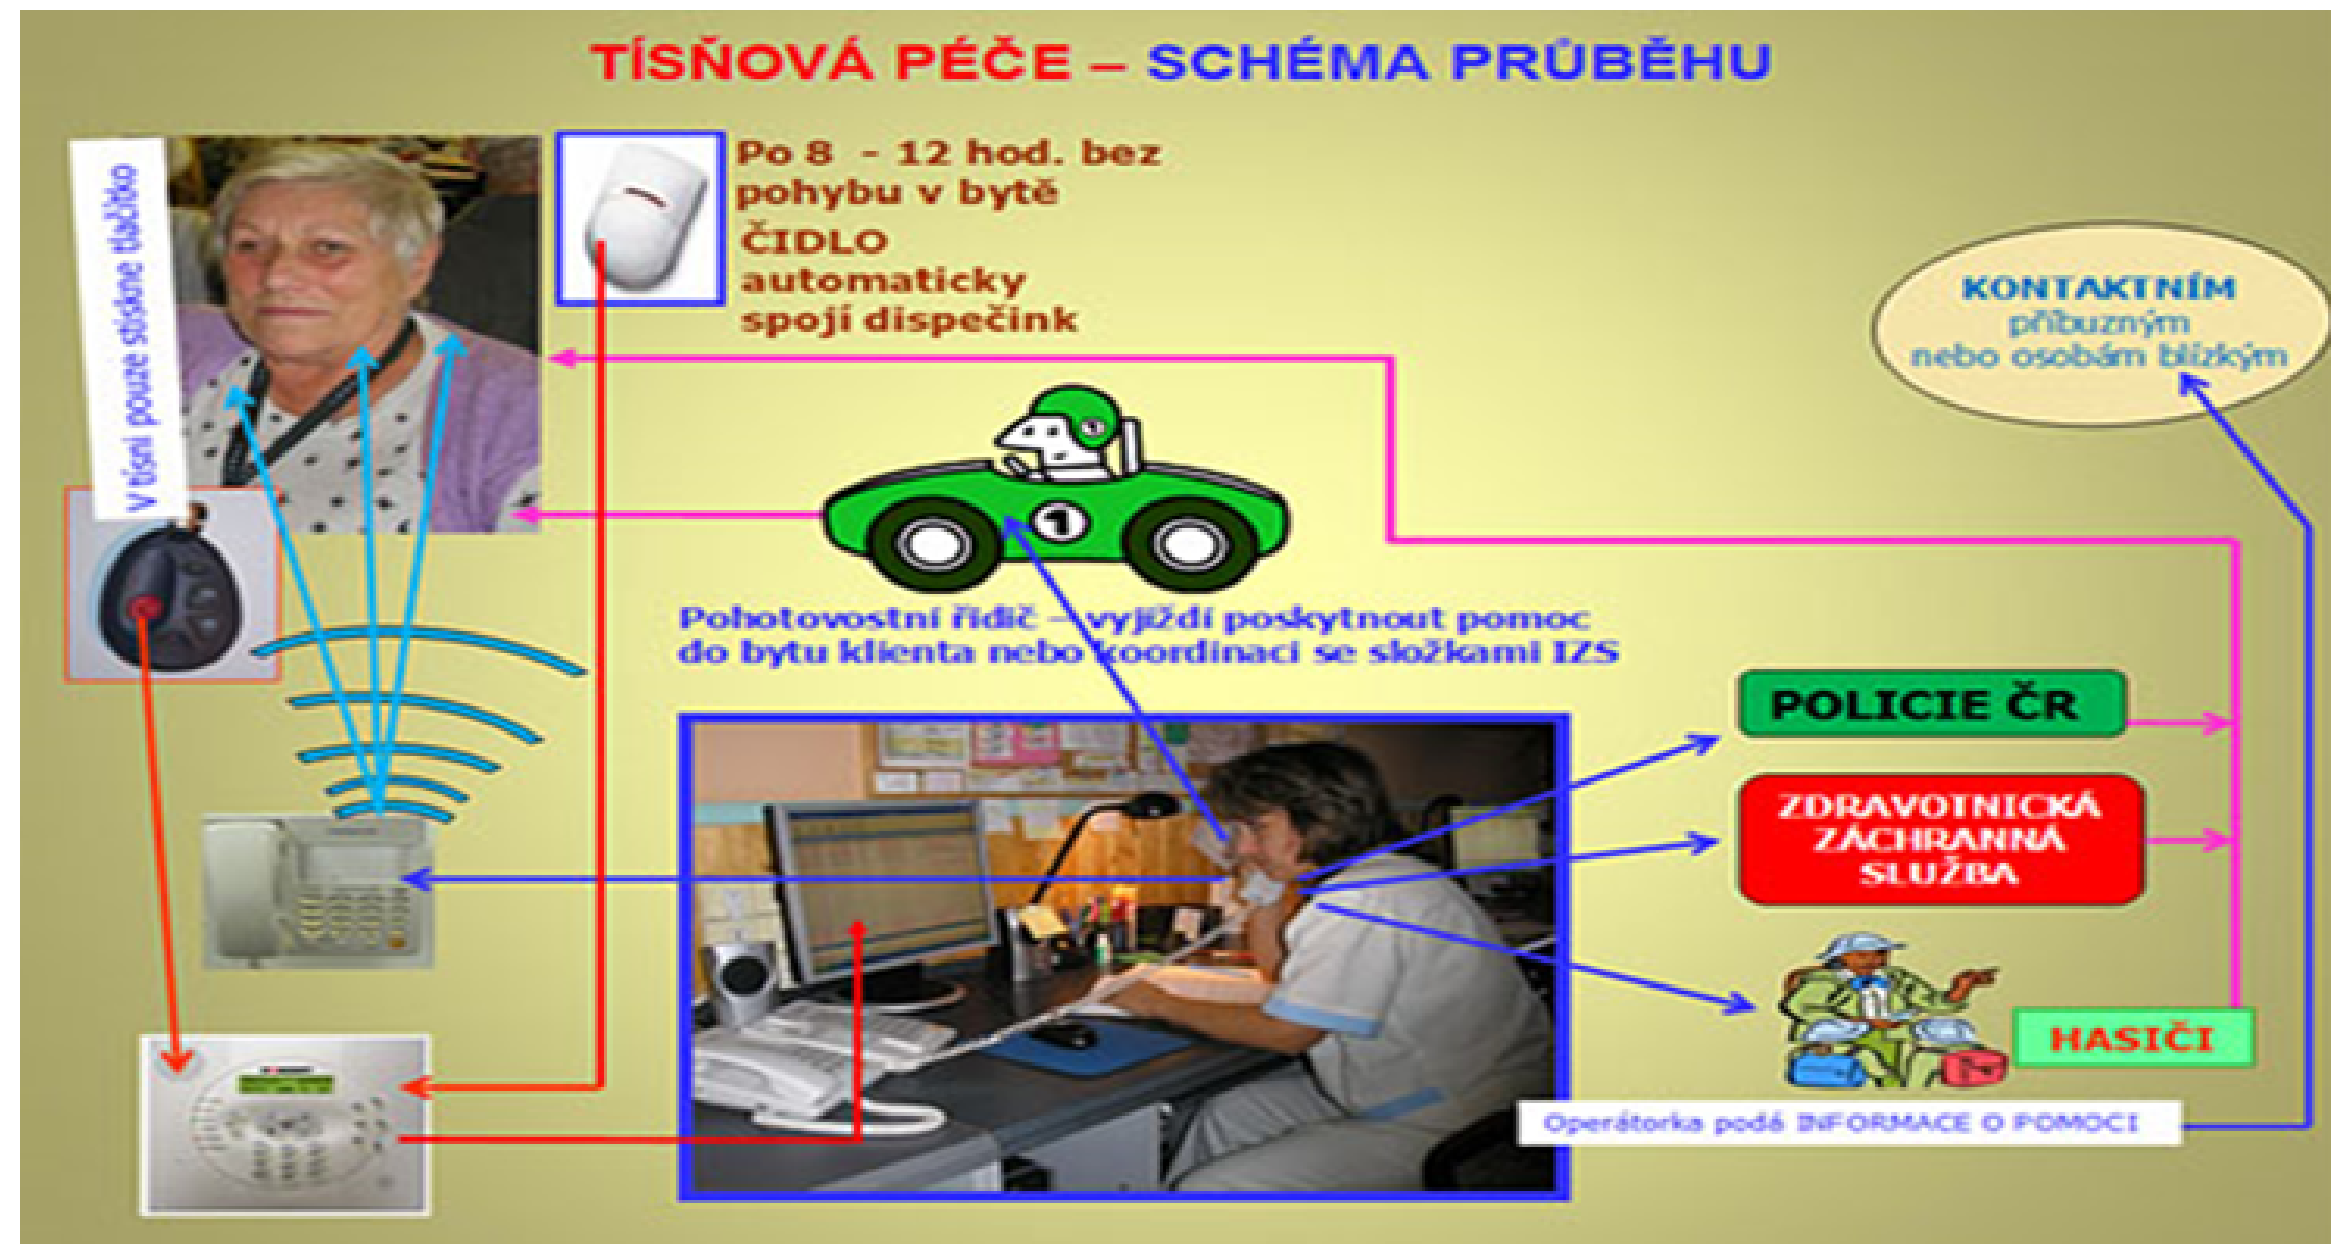 TÍSŇOVÁ PÉČE – SCHÉMA PRŮBĚHU
V tísni pouze stiskne tlačítko
Po 8 - 12 hod. bez
pohybu v bytě
ČIDLO
automaticky
spojí dispečink
KONTAKTNÍM
příbuzným
nebo osobám blízkým
1
1
Pohotovostní řidič – vyjíždí poskytnout pomoc
do bytu klienta nebo koordinaci se složkami IZS
POLICIE ČR
ZDRAVOTNICKÁ
ZÁCHRANNÁ
SLUŽBA
HASIČI
Operátorka podá INFORMACE O POMOCI